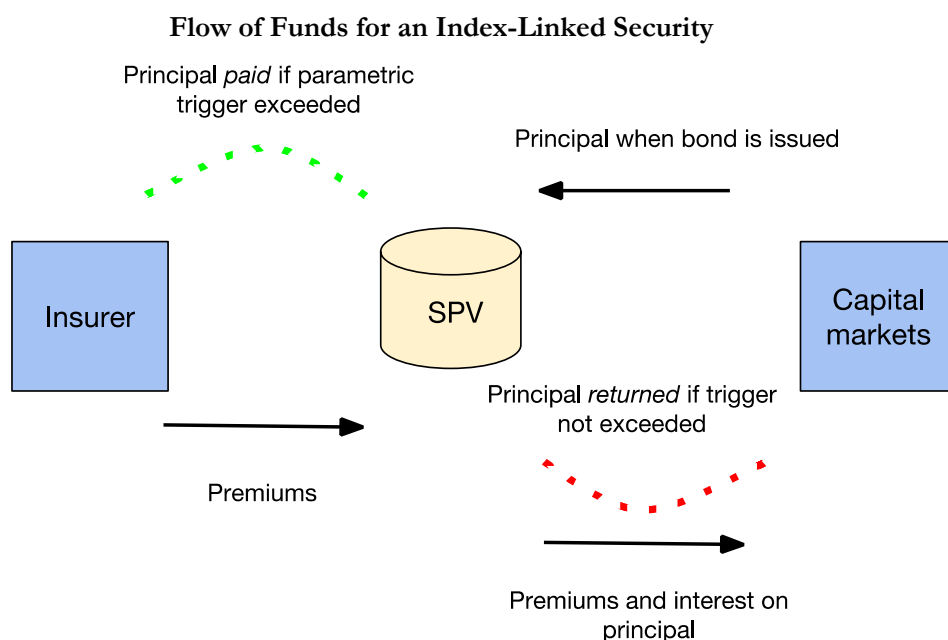 Flow of Funds for an Index-Linked Security
Principal paid if parametric
trigger exceeded
Principal when bond is issued
Insurer
SPV
Capital
markets
Principal returned if trigger
not exceeded
Premiums
Premiums and interest on
principal